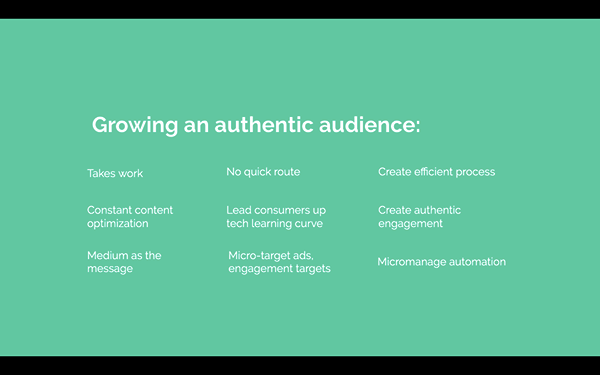 Growing an authentic audience:
Takes work
No quick route
Create efficient process
Constant content
optimization
Lead consumers up
tech learning curve
Create authentic
engagement
Medium as the
message
Micro-target ads,
engagement targets
Micromanage automation